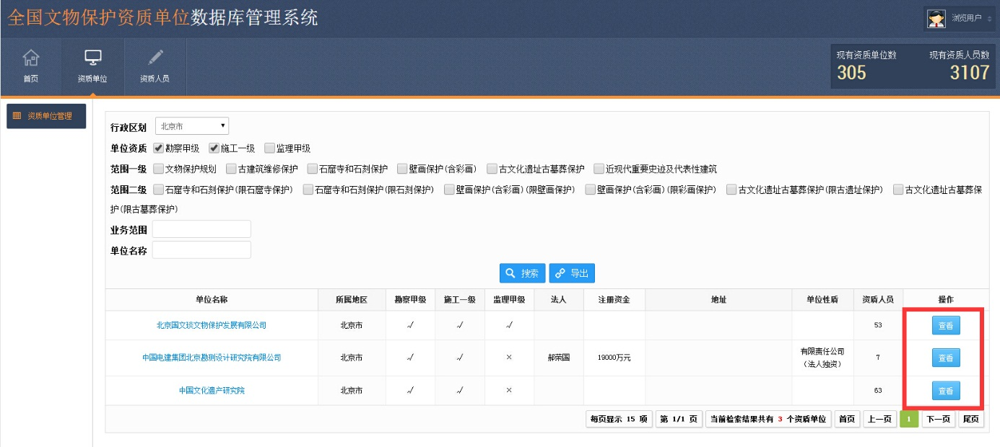 全国文物保护资质单位数据库管理系统
浏览用户
首页
资质单位
资质人员
现有资质单位数
现有资质人员数
305
3107
资质单位管理
行政区划 北京市
单位资质 勘察甲级 施工一级 监理甲级
范围一级 文物保护规划 古建筑维修保护 石窟寺和石刻保护 壁画保护(含彩画) 古文化遗址古墓葬保护 近现代重要史迹及代表性建筑
范围二级 石窟寺和石刻保护(限石窟寺保护) 石窟寺和石刻保护(限石刻保护) 壁画保护(含彩画)(限壁画保护) 壁画保护(含彩画)(限彩画保护) 古文化遗址古墓葬保护(限古遗址保护) 古文化遗址古墓葬保
护(限古墓葬保护)
业务范围
单位名称
搜索 导出
单位名称 所属地区 勘察甲级 施工一级 监理甲级 法人 注册资金 地址 单位性质 资质人员 操作
北京国文琰文物保护发展有限公司 北京市 √ √ √ 53 查看
中国电建集团北京勘测设计研究院有限公司 北京市 √ √ × 郝荣国 19000万元 有限责任公司
（法人独资） 7 查看
中国文化遗产研究院 北京市 √ √ × 63 查看
每页显示 15 项 第 1/1 页 当前检索结果共有 3 个资质单位 首页 上一页 1 下一页 尾页